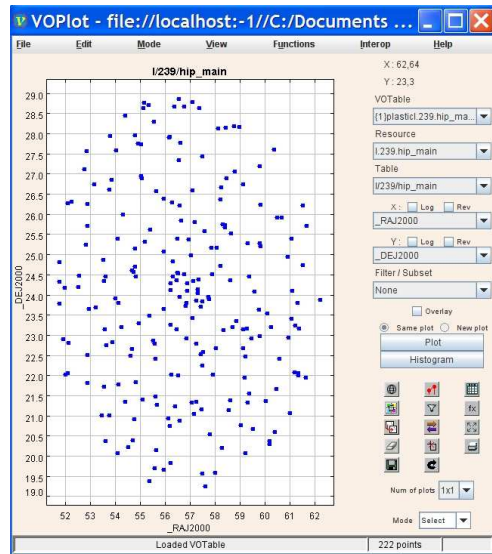 VOPlot - file://localhost:-1//C:/Documents ...
File Edit Mode View Functions Interop Help
I/239/hip_main
29.0
28.5
28.0
27.5
27.0
26.5
26.0
25.5
25.0
24.5
24.0
23.5
23.0
22.5
22.0
21.5
21.0
20.5
20.0
19.5
19.0
_DEJ2000
52 53 54 55 56 57 58 59 60 61 62
_RAJ2000
X : 62,64
Y : 23,3
VOTable
{1}plasticI.239.hip_ma...
Resource
I.239.hip_main
Table
I/239/hip_main
X : Log Rev
_RAJ2000
Y : Log Rev
_DEJ2000
Filter / Subset
None
Overlay
Same plot New plot
Plot
Histogram
fx
Num of plots 1x1
Mode Select
Loaded VOTable 222 points